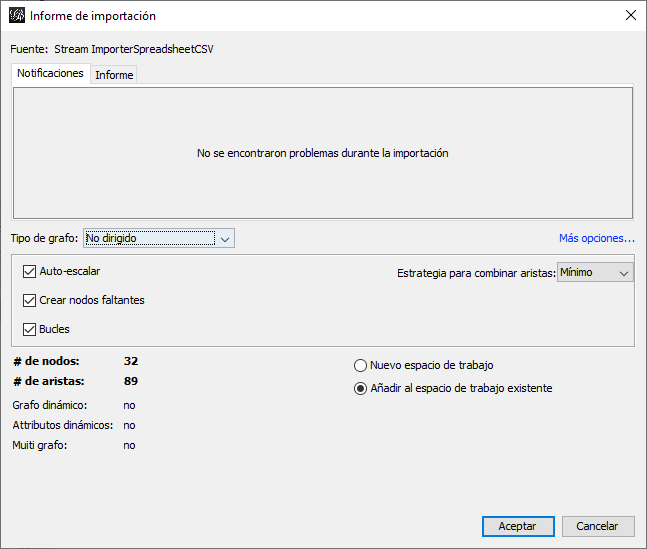 Informe de importación
Fuente: Stream ImporterSpreadsheetCSV
Notificaciones Informe
No se encontraron problemas durante la importación
Tipo de grafo: No dirigido Más opciones...
Auto-escalar Estrategia para combinar aristas: Mínimo
Crear nodos faltantes
Bucles
# de nodos: 32 Nuevo espacio de trabajo
# de aristas: 89 Añadir al espacio de trabajo existente
Grafo dinámico: no
Attributos dinámicos: no
Muiti grafo: no
Aceptar Cancelar